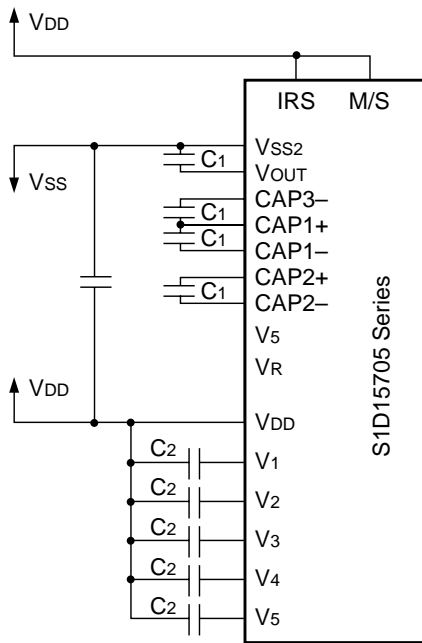 VDD
IRS M/S
VSS
C1
VSS2
VOUT
C1
CAP3–
CAP1+
C1
CAP1–
CAP2+
C1
CAP2–
V5
VR
S1D15705 Series
VDD
VDD
C2
V1
C2
V2
C2
V3
C2
V4
C2
V5